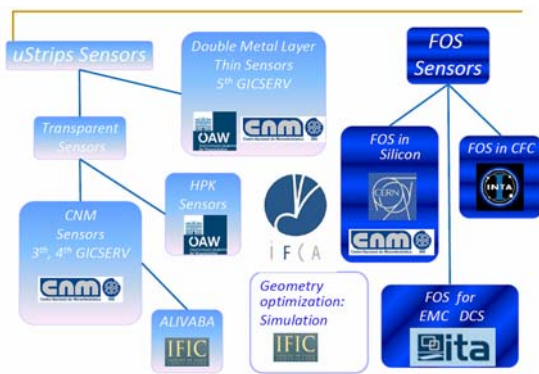 uStrips Sensors
Double Metal Layer
Thin Sensors
5th GICSERV
ÖAW
cnm
FOS
Sensors
Transparent
Sensors
FOS in
Silicon
CERN
cnm
FOS in CFC
INTA
HPK
Sensors
ÖAW
CNM
Sensors
3th, 4th GICSERV
cnm
iFCA
Geometry
optimization:
Simulation
IFIC
ALIVABA
IFIC
FOS for
EMC DCS
ita